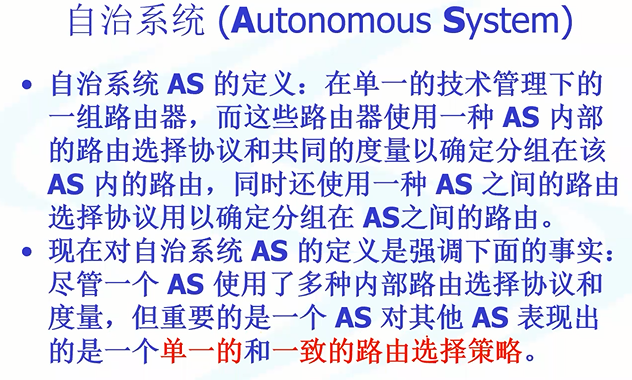 自治系统 (Autonomous System)
• 自治系统 AS 的定义：在单一的技术管理下的
一组路由器，而这些路由器使用一种 AS 内部
的路由选择协议和共同的度量以确定分组在该
AS 内的路由，同时还使用一种 AS 之间的路由
选择协议用以确定分组在 AS之间的路由。
• 现在对自治系统 AS 的定义是强调下面的事实：
尽管一个 AS 使用了多种内部路由选择协议和
度量，但重要的是一个 AS 对其他 AS 表现出
的是一个单一的和一致的路由选择策略。